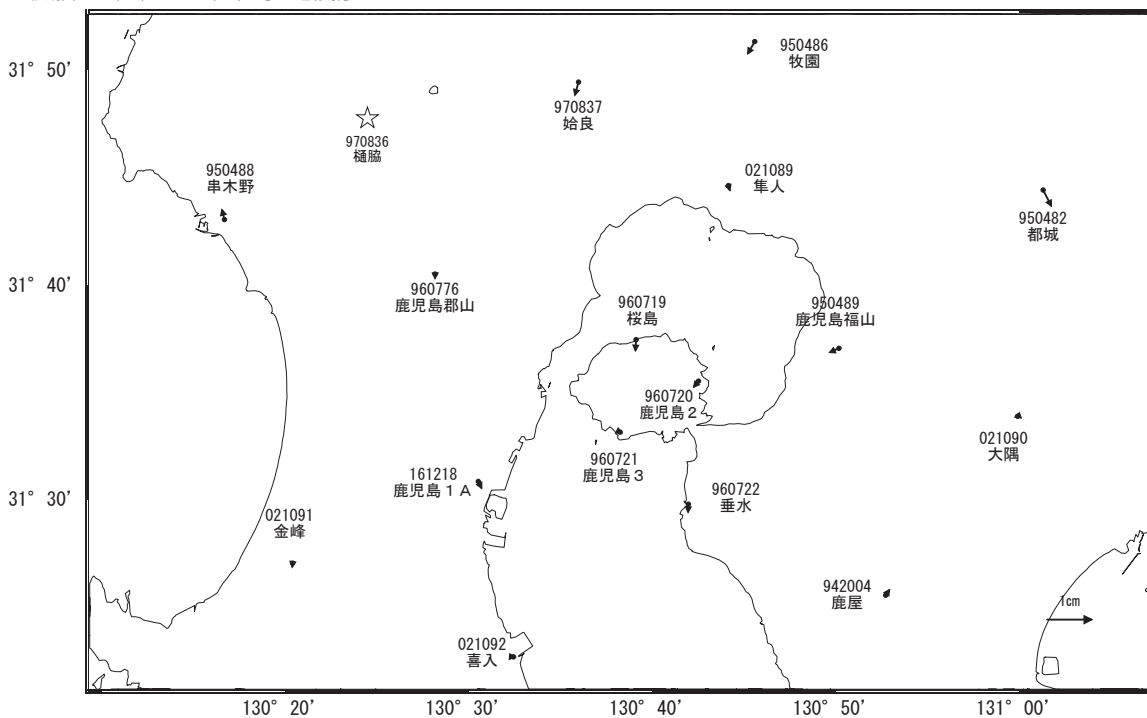 950486
牧園
31° 50'
970837
姶良
970836
樋脇
950488
串木野
021089
隼人
950482
都城
31° 40'
960776
鹿児島郡山
960719
桜島
950489
鹿児島福山
960720
鹿児島2
021090
大隅
960721
鹿児島3
161218
鹿児島1A
31° 30'
960722
垂水
021091
金峰
942004
鹿屋
1cm
021092
喜入
130° 20'
130° 30'
130° 40'
130° 50'
131° 00'